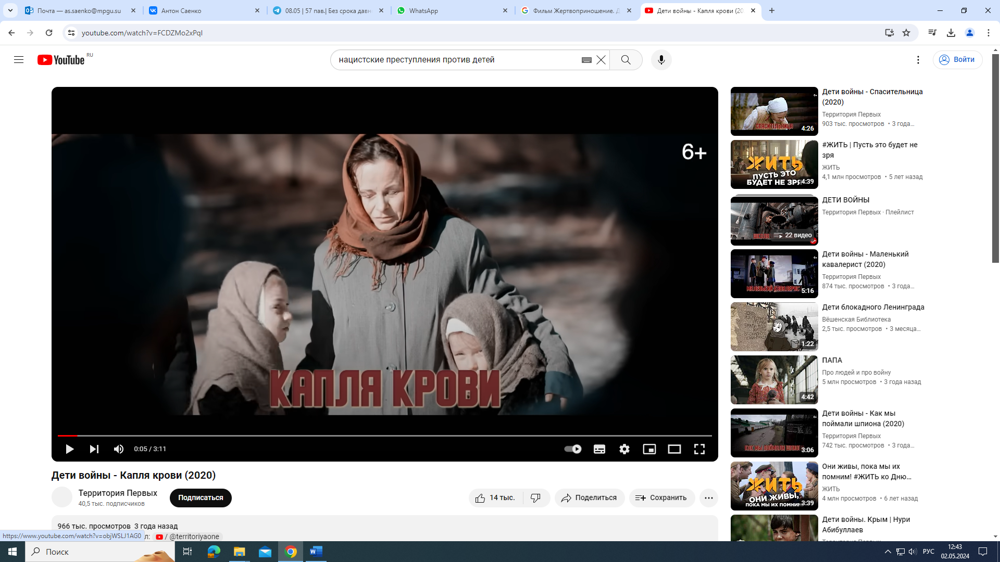 Почта — as.saenko@mpgu.su
Антон Саенко
08.05 | 57 пав.| Без срока давн
WhatsApp
Фильм Жертвоприношение. Д
Дети войны - Капля крови (20
youtube.com/watch?v=FCDZMo2xPqI
YouTube RU
нацистские преступления против детей
Войти
6+
КАПЛЯ КРОВИ
0:05 / 3:11
Дети войны - Капля крови (2020)
Территория Первых
40,5 тыс. подписчиков
Подписаться
14 тыс.
Поделиться
Сохранить
966 тыс. просмотров 3 года назад
л: / @territoriyaone
https://www.youtube.com/watch?v=objWSLJ1AG0
СПАСИТЕЛЬНИЦА
4:26
Дети войны - Спасительница
(2020)
Территория Первых
903 тыс. просмотров • 3 года…
ЖИТЬ
ПУСТЬ ЭТО
БУДЕТ НЕ ЗРЯ
4:39
#ЖИТЬ | Пусть это будет не
зря
ЖИТЬ
4,1 млн просмотров • 5 лет назад
22 видео
ДЕТИ ВОЙНЫ
Территория Первых · Плейлист
МАЛЕНЬКИЙ КАВАЛЕРИС
5:16
Дети войны - Маленький
кавалерист (2020)
Территория Первых
874 тыс. просмотров • 3 года…
1:22
Дети блокадного Ленинграда
Вёшенская Библиотека
2,5 тыс. просмотров • 3 месяца…
4:42
ПАПА
Про людей и про войну
5 млн просмотров • 3 года назад
КАК МЫ ПОЙМАЛИ ШПИО
3:06
Дети войны - Как мы
поймали шпиона (2020)
Территория Первых
742 тыс. просмотров • 3 года…
ЖИТЬ
ОНИ ЖИВЫ,
ПОКА МЫ ИХ ПОМНИМ
3:39
Они живы, пока мы их
помним! #ЖИТЬ ко Дню…
ЖИТЬ
4 млн просмотров • 6 лет назад
Дети войны. Крым | Нури
Абибуллаев
Поиск
РУС
12:43
02.05.2024